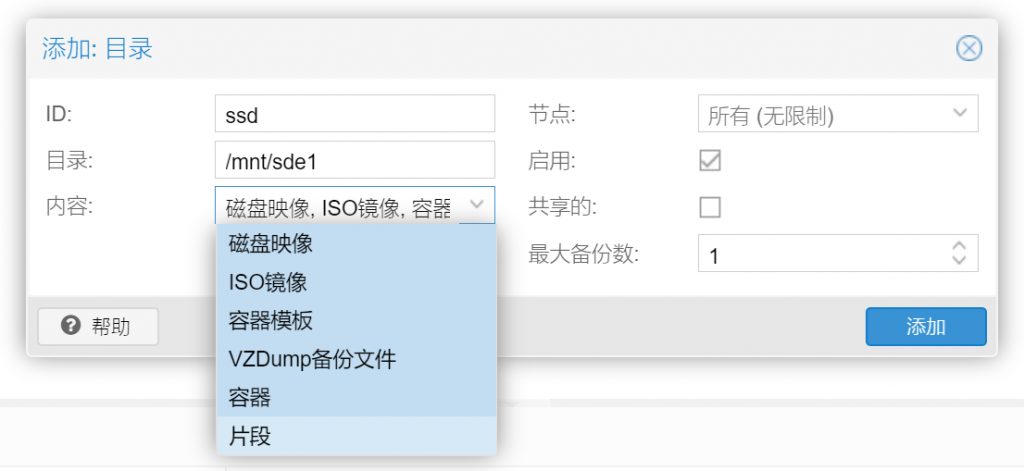 添加: 目录
ID:
ssd
节点:
所有 (无限制)
目录:
/mnt/sde1
启用:
内容:
磁盘映像, ISO镜像, 容器
共享的:
最大备份数:
1
磁盘映像
ISO镜像
容器模板
VZDump备份文件
容器
片段
帮助
添加